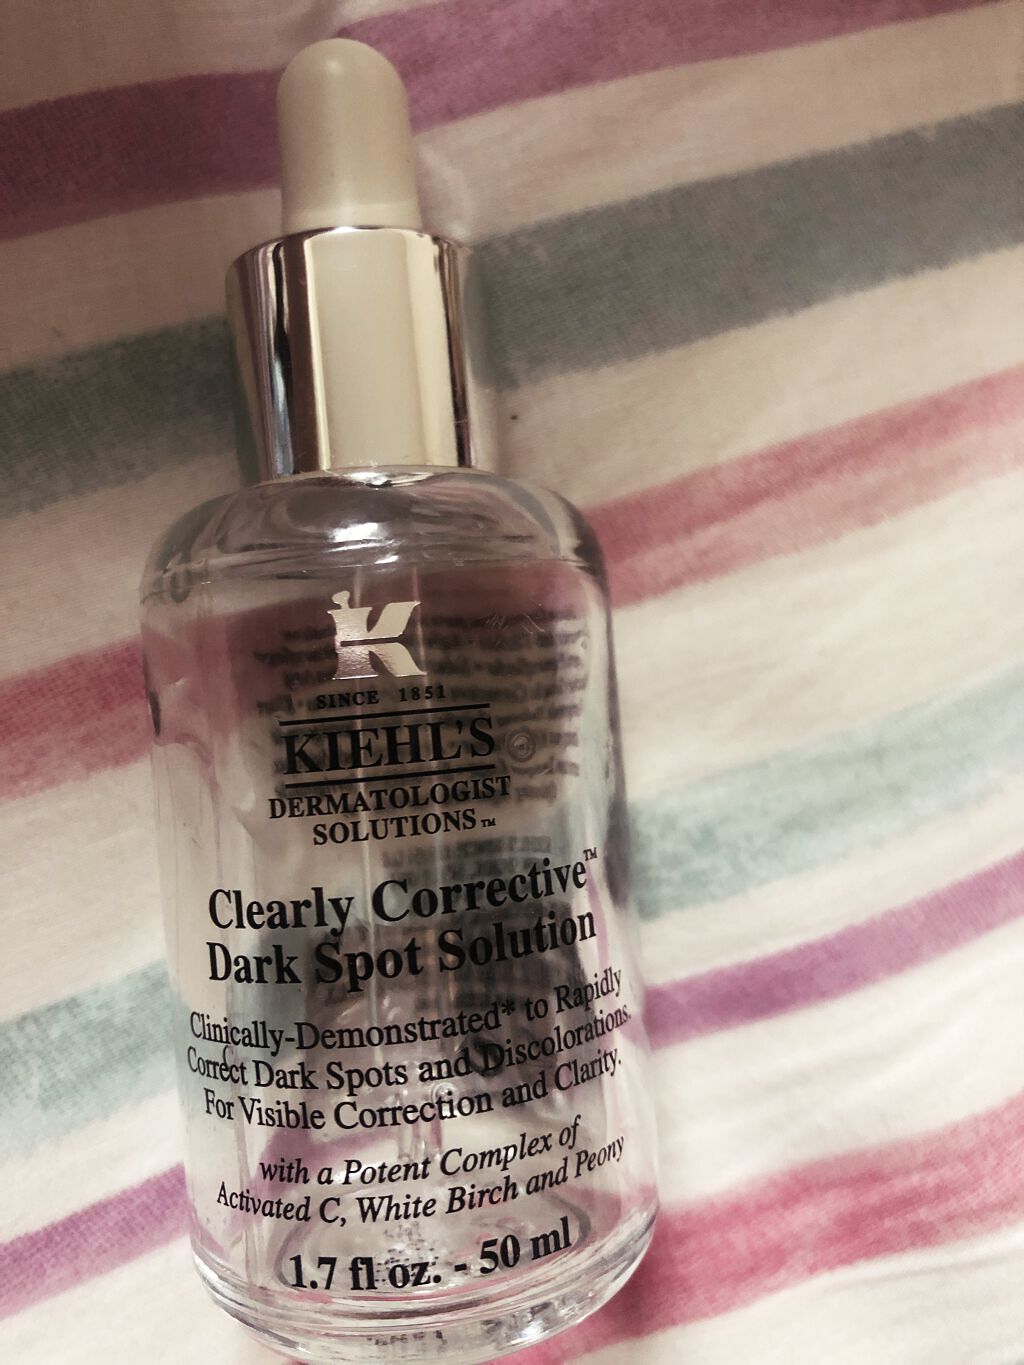 K
SINCE 1851
KIEHL'S
DERMATOLOGIST
SOLUTIONS™
Clearly Corrective™
Dark Spot Solution
Clinically-Demonstrated* to Rapidly
Correct Dark Spots and Discolorations.
For Visible Correction and Clarity.
with a Potent Complex of
Activated C, White Birch and Peony
1.7 fl oz. - 50 ml